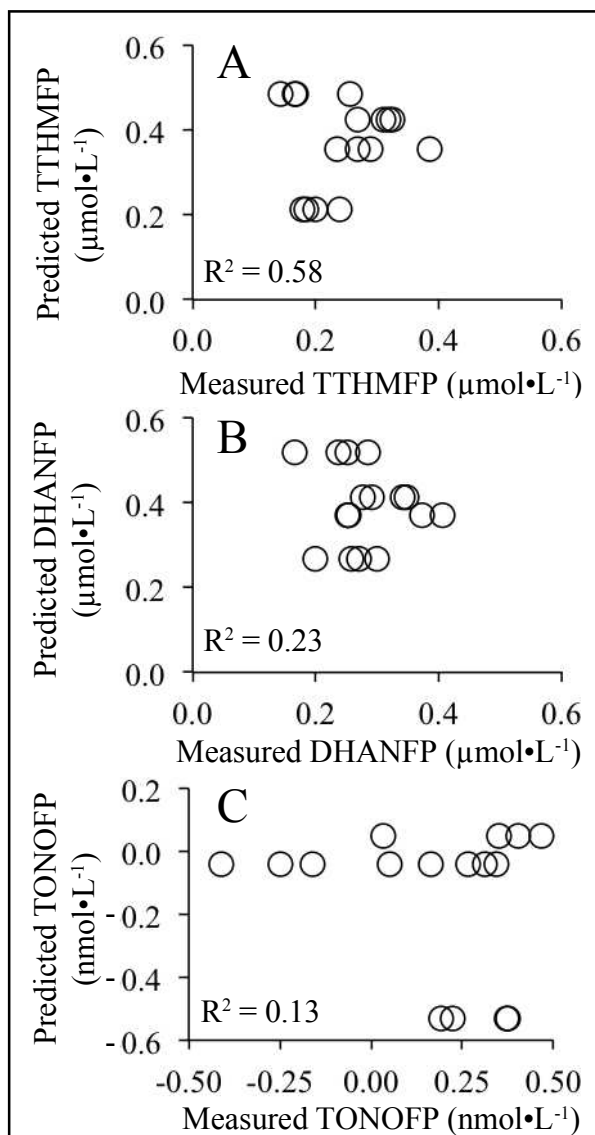 A
Predicted TTHMFP
(µmol•L-1)
0.6
0.4
0.2
0.0
R2 = 0.58
0.0 0.2 0.4 0.6
Measured TTHMFP (µmol•L-1)
B
Predicted DHANFP
(µmol•L-1)
0.6
0.4
0.2
0.0
R2 = 0.23
0.0 0.2 0.4 0.6
Measured DHANFP (µmol•L-1)
C
Predicted TONOFP
(nmol•L-1)
0.2
0.0
-0.2
-0.4
-0.6
R2 = 0.13
-0.50 -0.25 0.00 0.25 0.50
Measured TONOFP (nmol•L-1)